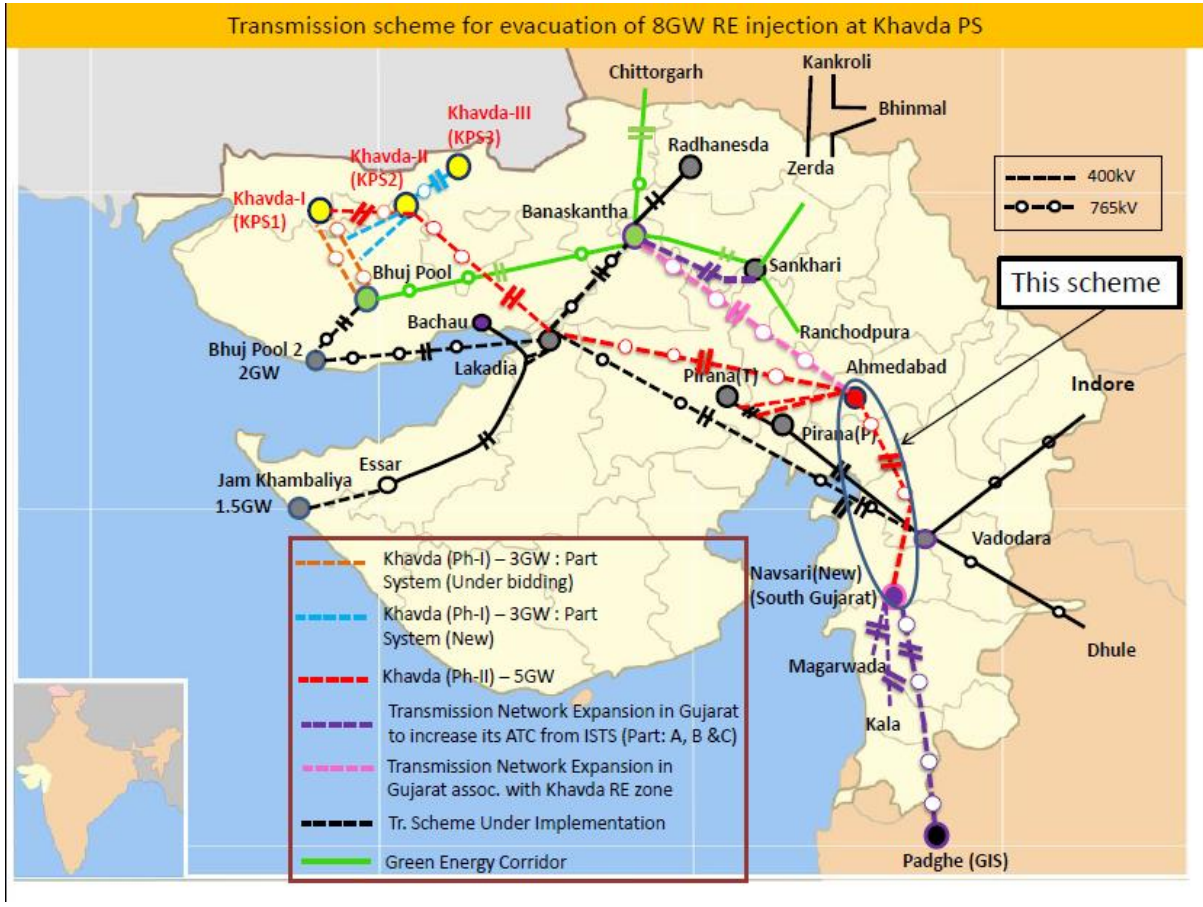 Transmission scheme for evacuation of 8GW RE injection at Khavda PS
Kankroli
Chittorgarh
Bhinmal
Khavda-III
(KPS3)
Radhanesda
Khavda-II
(KPS2)
Zerda
400kV
765kV
Khavda-I
(KPS1)
Banaskantha
Sankhari
This scheme
Bhuj Pool
Bachau
Ranchodpura
Bhuj Pool 2
2GW
Lakadia
Ahmedabad
Pirana(T)
Indore
Pirana(P)
Essar
Jam Khambaliya
1.5GW
Vadodara
Khavda (Ph-I) – 3GW : Part
System (Under bidding)
Navsari(New)
(South Gujarat)
Khavda (Ph-I) – 3GW : Part
System (New)
Dhule
Magarwada
Khavda (Ph-II) – 5GW
Kala
Transmission Network Expansion in Gujarat
to increase its ATC from ISTS (Part: A, B &C)
Transmission Network Expansion in
Gujarat assoc. with Khavda RE zone
Tr. Scheme Under Implementation
Green Energy Corridor
Padghe (GIS)